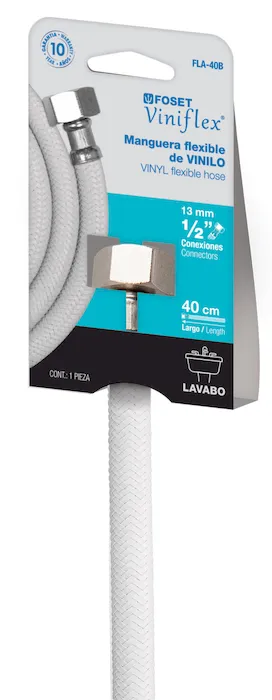 GARANTÍA • WARRANTY
10
AÑOS
FLA-40B
FOSET
Viniflex®
Manguera flexible
de VINILO
VINYL flexible hose
13 mm
1/2"
Conexiones
Connectors
40 cm
Largo / Length
CONT.: 1 PIEZA
LAVABO